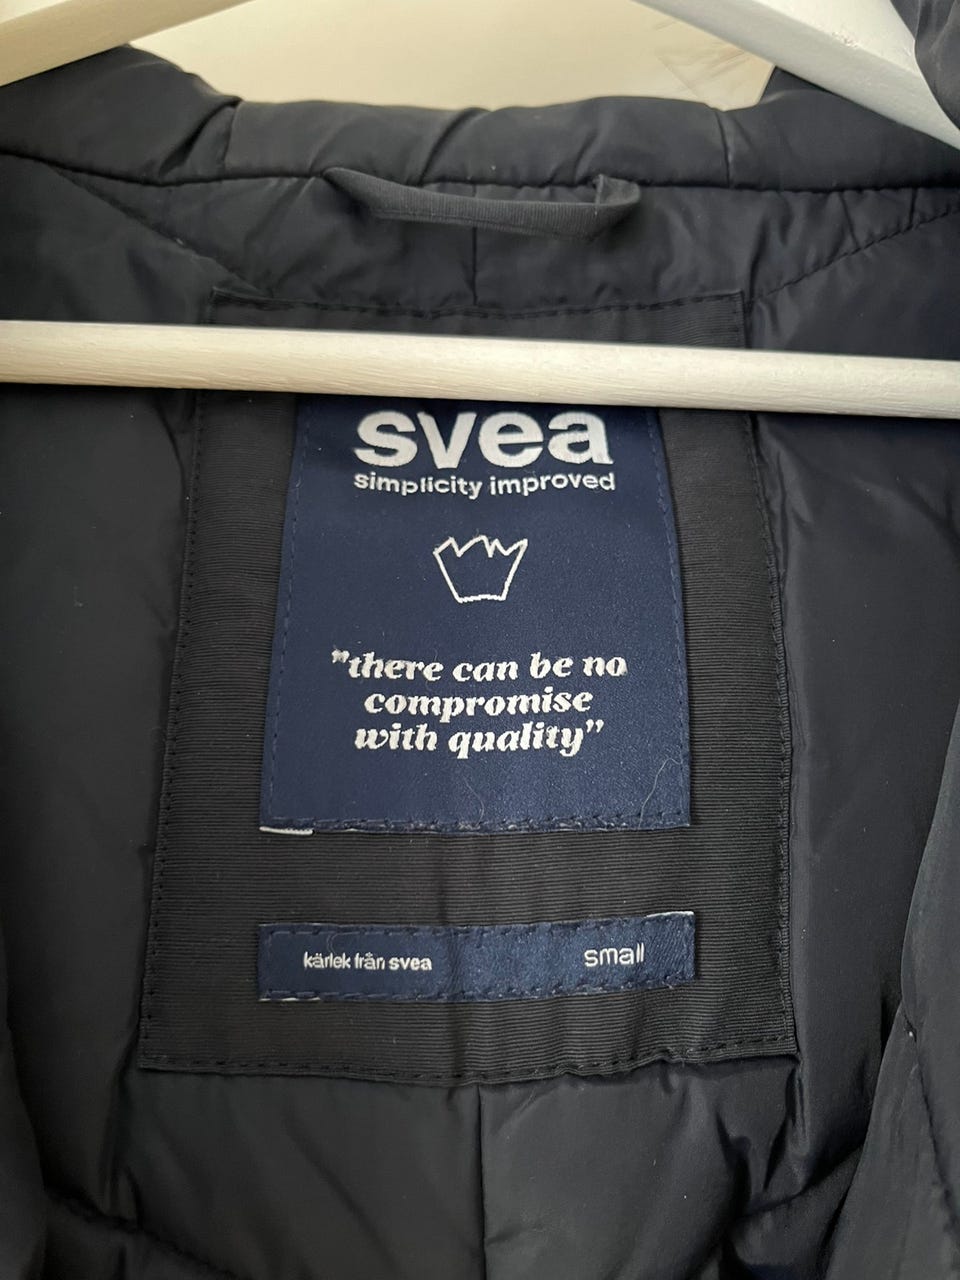 svea
simplicity improved
"there can be no
compromise
with quality"
kärlek från svea
small